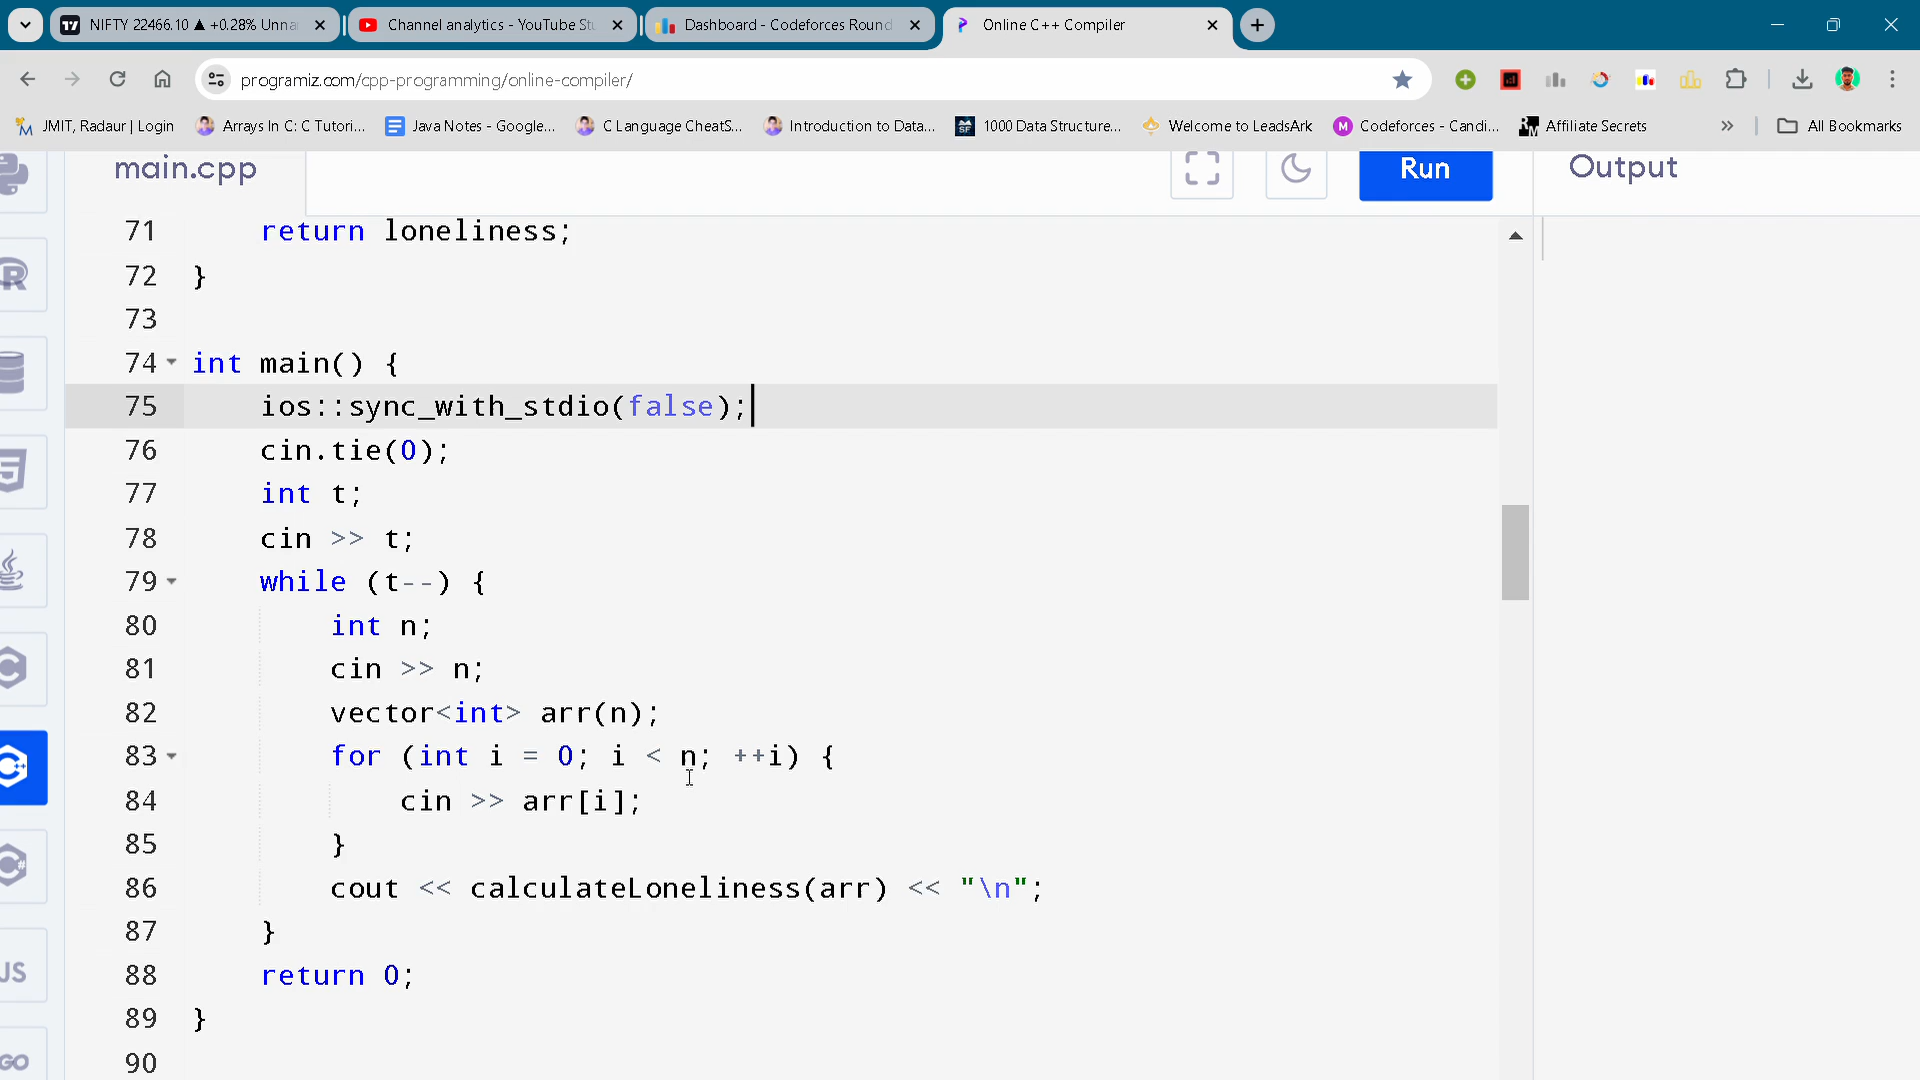 NIFTY 22466.10 ▲ +0.28% Unna
Channel analytics - YouTube Stu
Dashboard - Codeforces Round
Online C++ Compiler
programiz.com/cpp-programming/online-compiler/
JMIT, Radaur | Login
Arrays In C: C Tutori...
Java Notes - Google...
C Language CheatS...
Introduction to Data...
1000 Data Structure...
Welcome to LeadsArk
Codeforces - Candi...
Affiliate Secrets
»
All Bookmarks
main.cpp
Run
Output
71 return loneliness;
72 }
73
74 int main() {
75 ios::sync_with_stdio(false);
76 cin.tie(0);
77 int t;
78 cin >> t;
79 while (t--) {
80 int n;
81 cin >> n;
82 vector<int> arr(n);
83 for (int i = 0; i < n; ++i) {
84 cin >> arr[i];
85 }
86 cout << calculateLoneliness(arr) << "\n";
87 }
88 return 0;
89 }
90
JS
GO